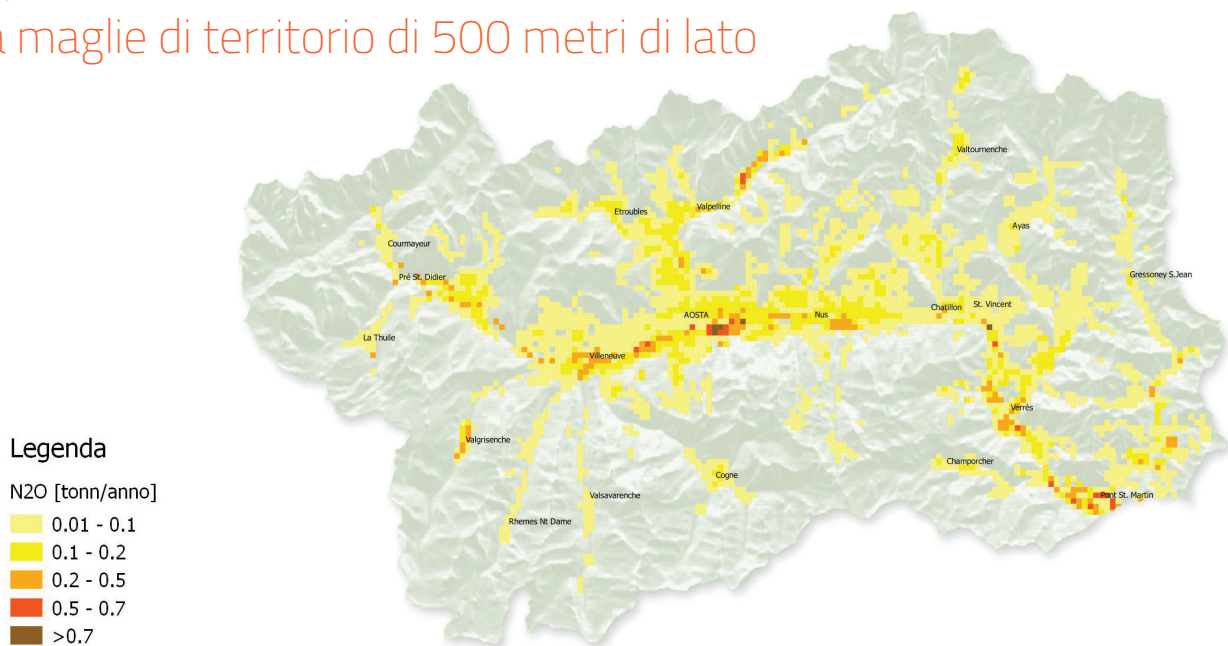 maglie di territorio di 500 metri di lato
Valtournenche
Etroubles
Valpelline
Ayas
Courmayeur
Pré St. Didier
Gressoney S.Jean
AOSTA
Nus
Chatillon
St. Vincent
La Thuile
Villeneuve
Verrès
Valgrisenche
Cogne
Champorcher
Valsavarenche
Pont St. Martin
Rhemes Nt Dame
Legenda
N2O [tonn/anno]
0.01 - 0.1
0.1 - 0.2
0.2 - 0.5
0.5 - 0.7
>0.7